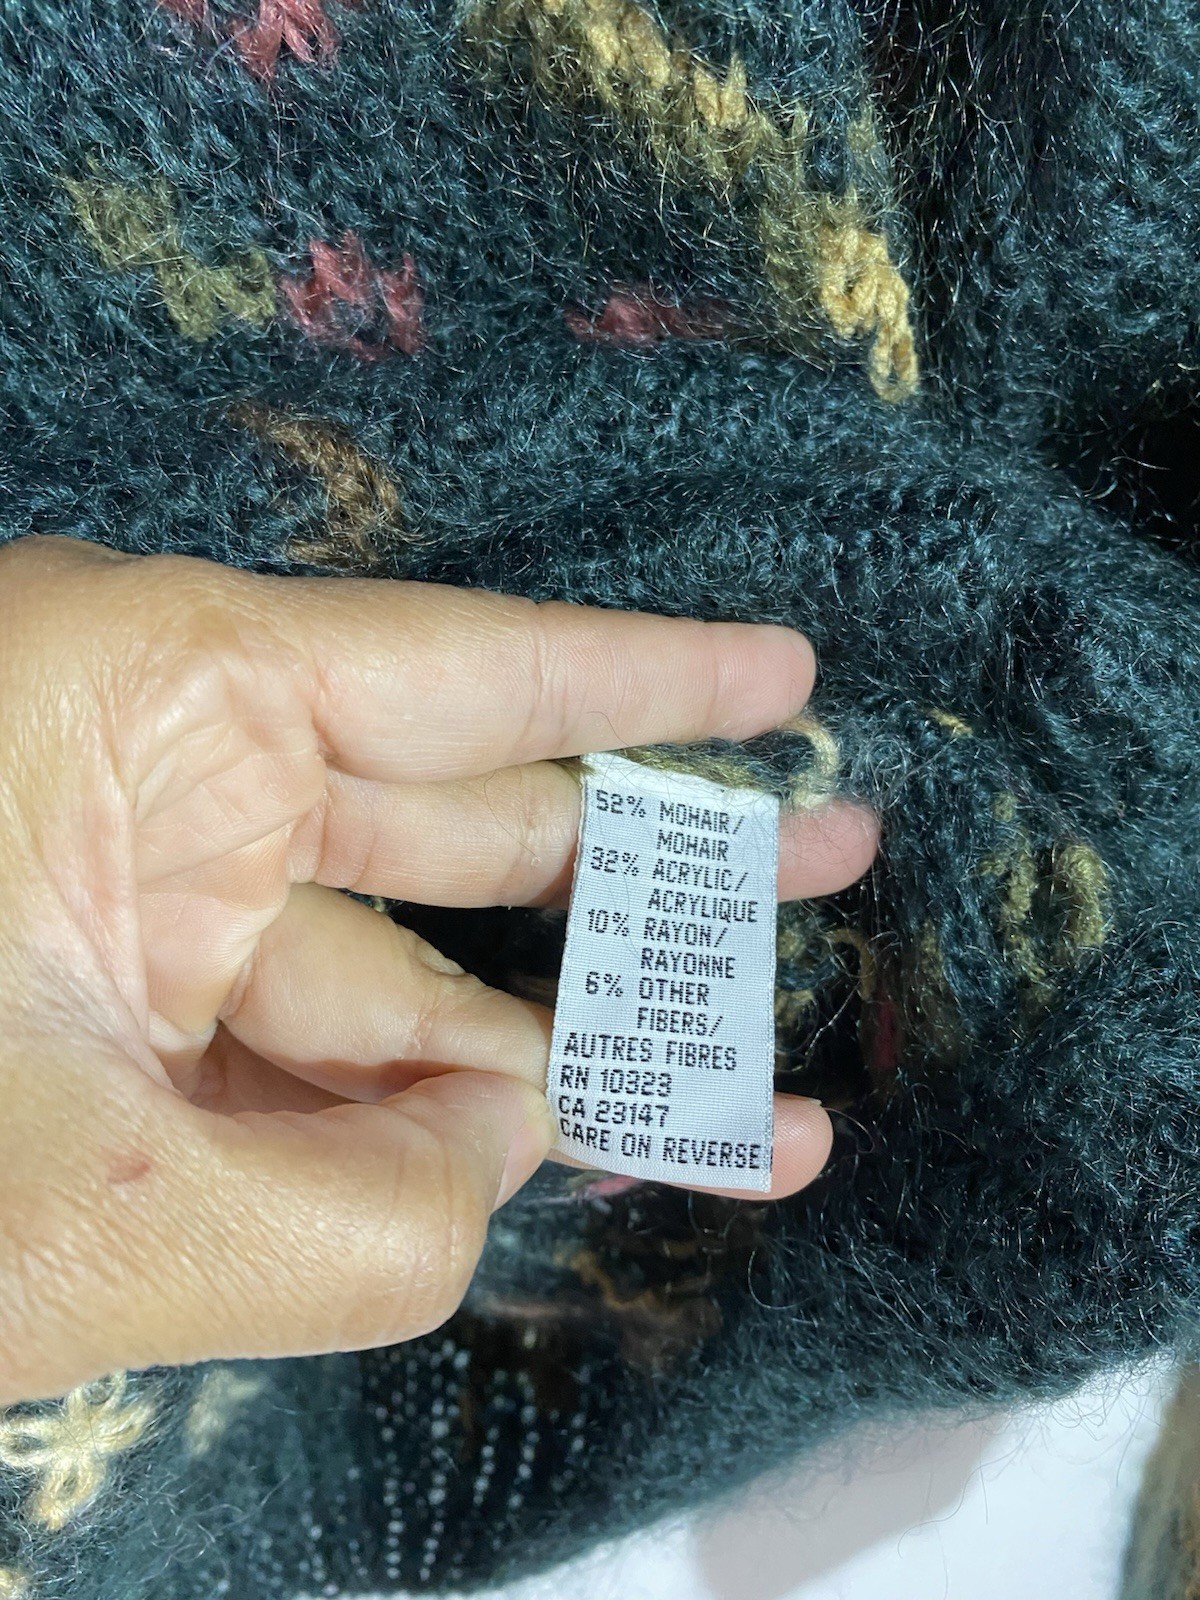 52% MOHAIR/
MOHAIR
32% ACRYLIC/
ACRYLIQUE
10% RAYON/
RAYONNE
6% OTHER
FIBERS/
AUTRES FIBRES
RN 10323
CA 23147
CARE ON REVERSE